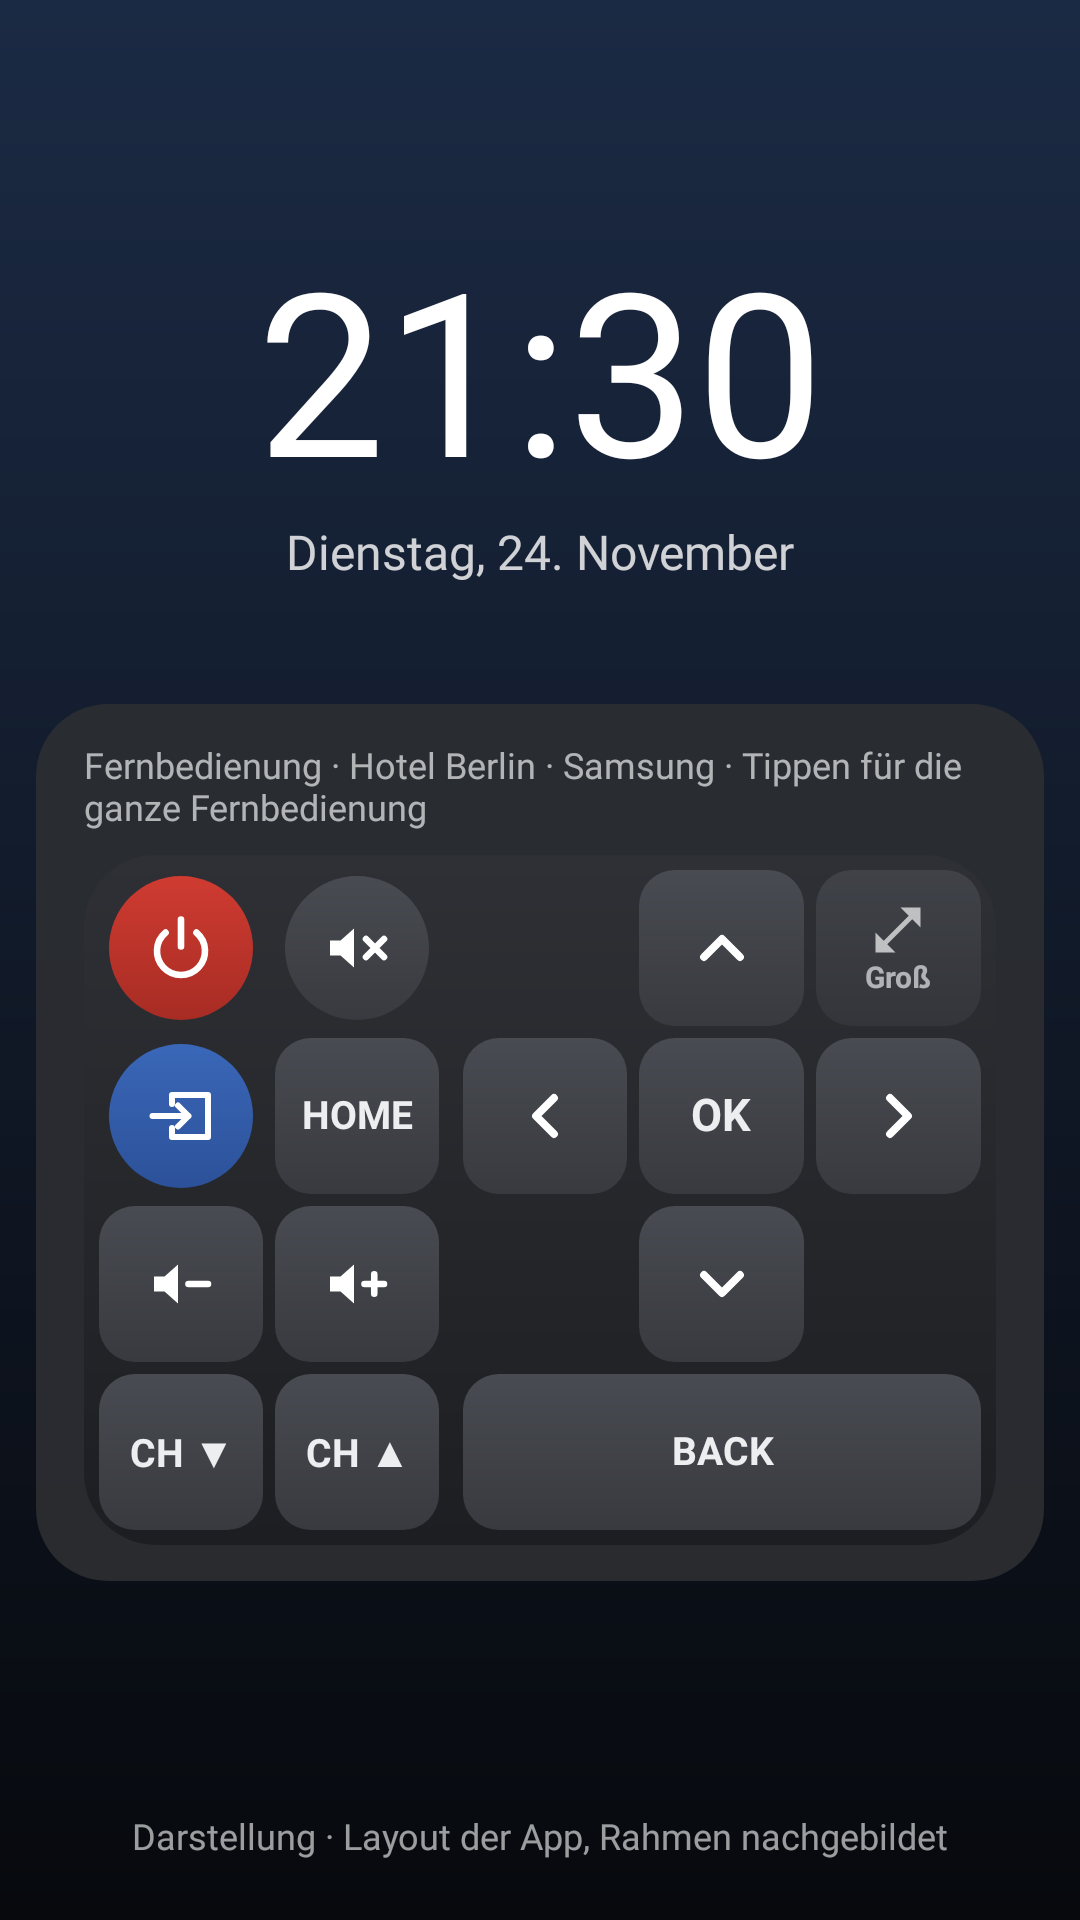 21:30
Dienstag, 24. November
Fernbedienung · Hotel Berlin · Samsung · Tippen für die
ganze Fernbedienung
Groß
HOME
OK
CH ▼
CH ▲
BACK
Darstellung · Layout der App, Rahmen nachgebildet